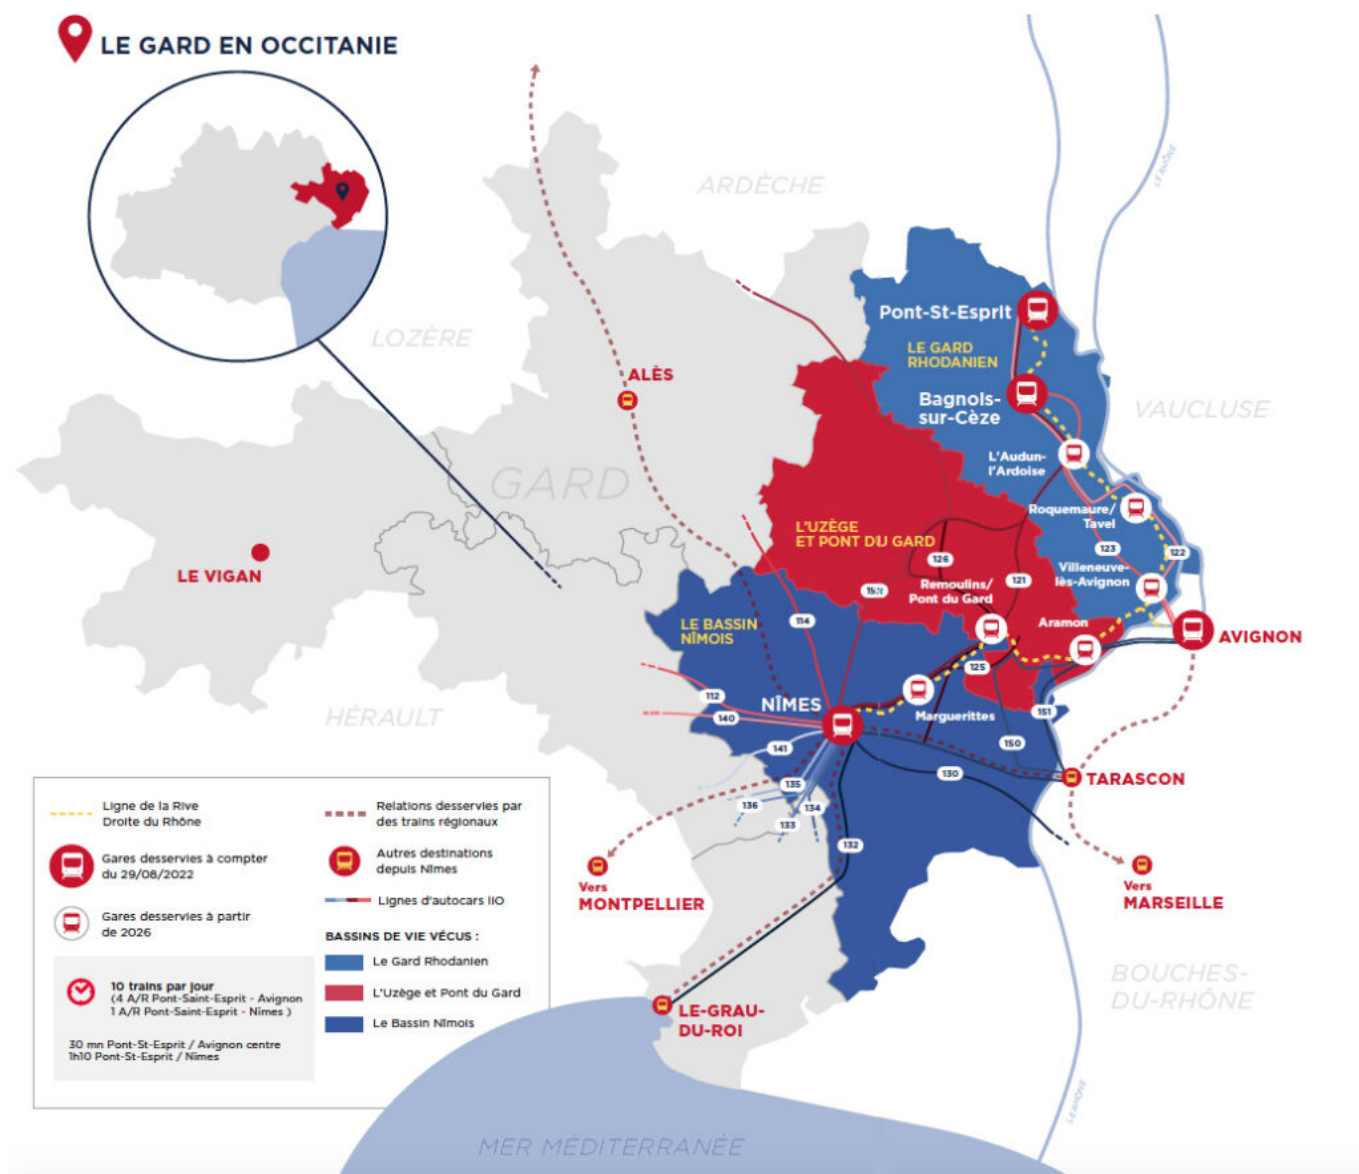 LE GARD EN OCCITANIE
ARDÈCHE
LE RHÔNE
LOZÈRE
Pont-St-Esprit
LE GARD
RHODANIEN
ALÈS
Bagnols-
sur-Cèze
VAUCLUSE
L'Audun-
l'Ardoise
GARD
Roquemaure/
Tavel
L'UZÈGE
ET PONT DU GARD
123
122
126
Villeneuve-
lès-Avignon
LE VIGAN
121
Remoulins/
Pont du Gard
114
Aramon
LE BASSIN
NÎMOIS
AVIGNON
125
112
NÎMES
140
Marguerittes
151
HÉRAULT
141
150
130
TARASCON
135
136
134
133
132
Vers
MONTPELLIER
Vers
MARSEILLE
BOUCHES-
DU-RHÔNE
LE-GRAU-
DU-ROI
LE RHÔNE
MER MÉDITERRANÉE
Ligne de la Rive
Droite du Rhône
Gares desservies à compter
du 29/08/2022
Gares desservies à partir
de 2026
10 trains par jour
(4 A/R Pont-Saint-Esprit - Avignon
1 A/R Pont-Saint-Esprit - Nîmes )
30 mn Pont-St-Esprit / Avignon centre
1h10 Pont-St-Esprit / Nîmes
Relations desservies par
des trains régionaux
Autres destinations
depuis Nîmes
Lignes d'autocars liO
BASSINS DE VIE VÉCUS :
Le Gard Rhodanien
L'Uzège et Pont du Gard
Le Bassin Nîmois